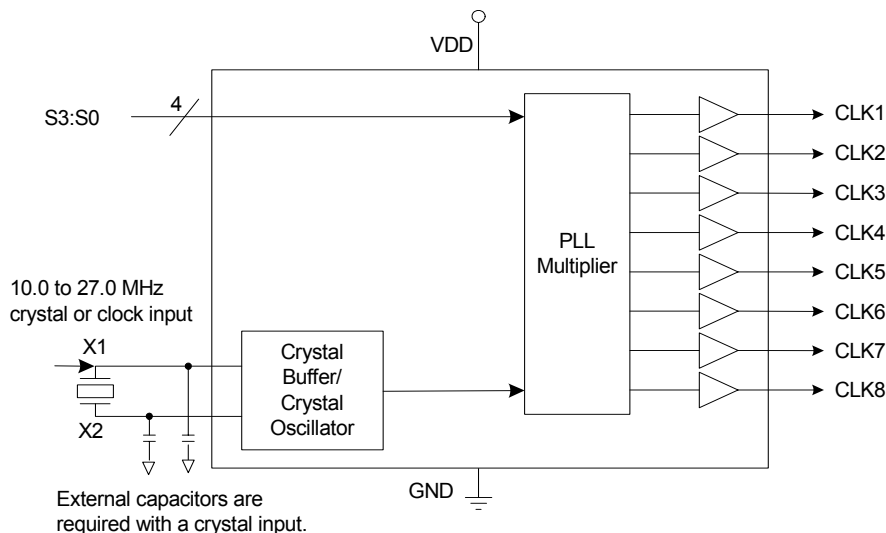 VDD
S3:S0
4
PLL
Multiplier
CLK1
CLK2
CLK3
CLK4
CLK5
CLK6
CLK7
CLK8
10.0 to 27.0 MHz
crystal or clock input
X1
X2
Crystal
Buffer/
Crystal
Oscillator
GND
External capacitors are
required with a crystal input.